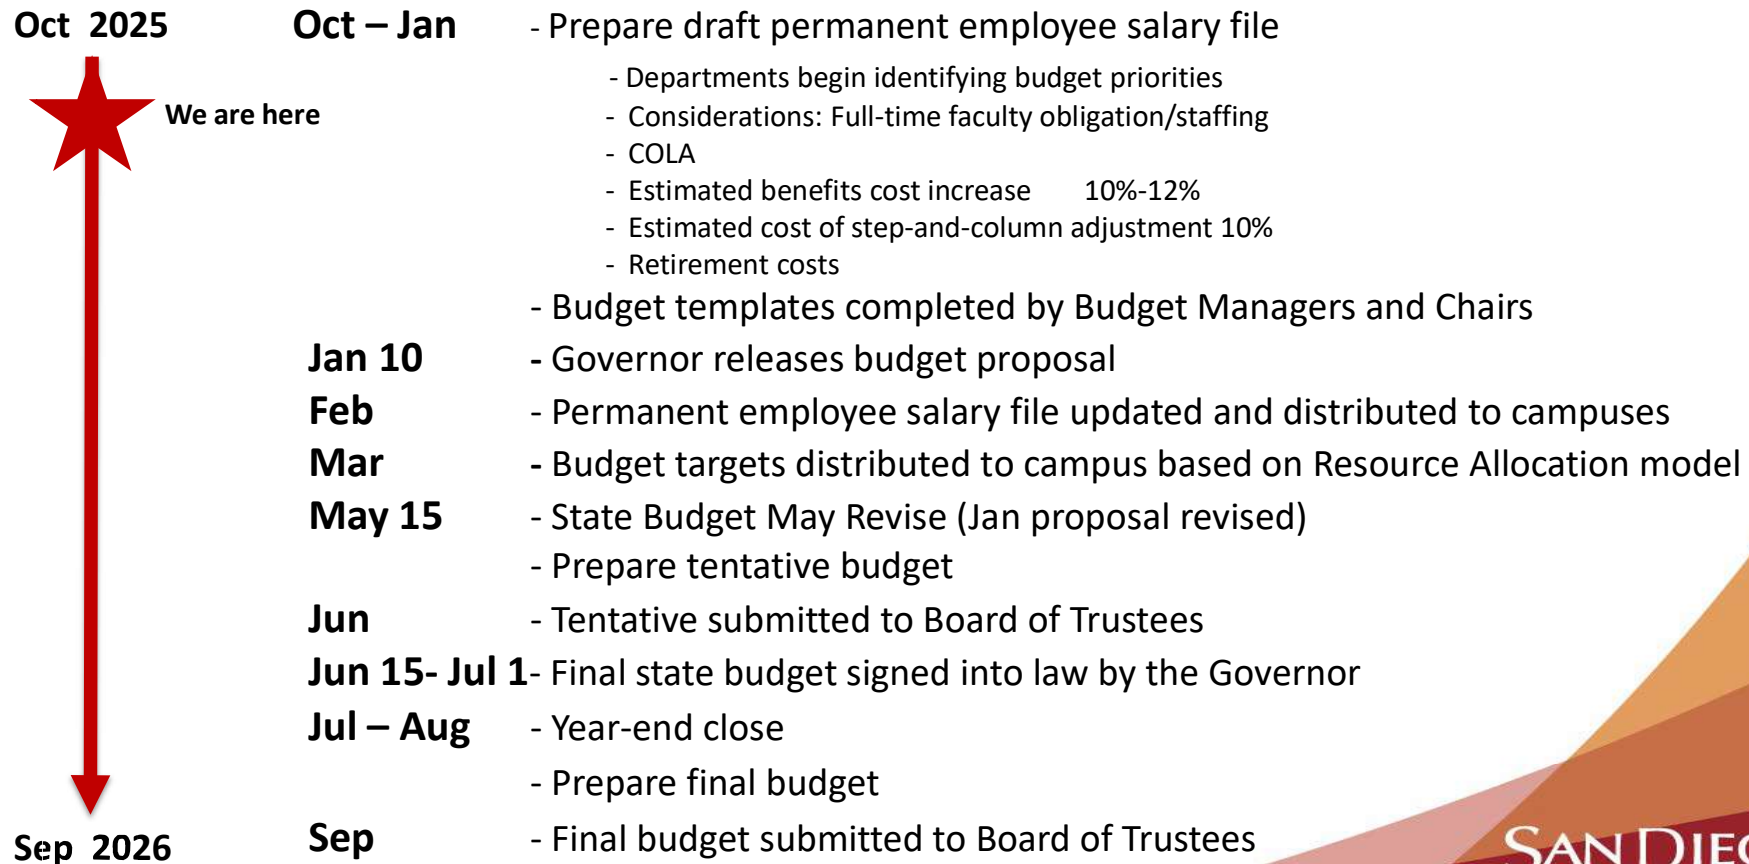 Oct 2025
We are here
Sep 2026
Oct – Jan - Prepare draft permanent employee salary file
- Departments begin identifying budget priorities
- Considerations: Full-time faculty obligation/staffing
- COLA
- Estimated benefits cost increase 10%-12%
- Estimated cost of step-and-column adjustment 10%
- Retirement costs
- Budget templates completed by Budget Managers and Chairs
Jan 10 - Governor releases budget proposal
Feb - Permanent employee salary file updated and distributed to campuses
Mar - Budget targets distributed to campus based on Resource Allocation model
May 15 - State Budget May Revise (Jan proposal revised)
- Prepare tentative budget
Jun - Tentative submitted to Board of Trustees
Jun 15- Jul 1- Final state budget signed into law by the Governor
Jul – Aug - Year-end close
- Prepare final budget
Sep - Final budget submitted to Board of Trustees
SAN